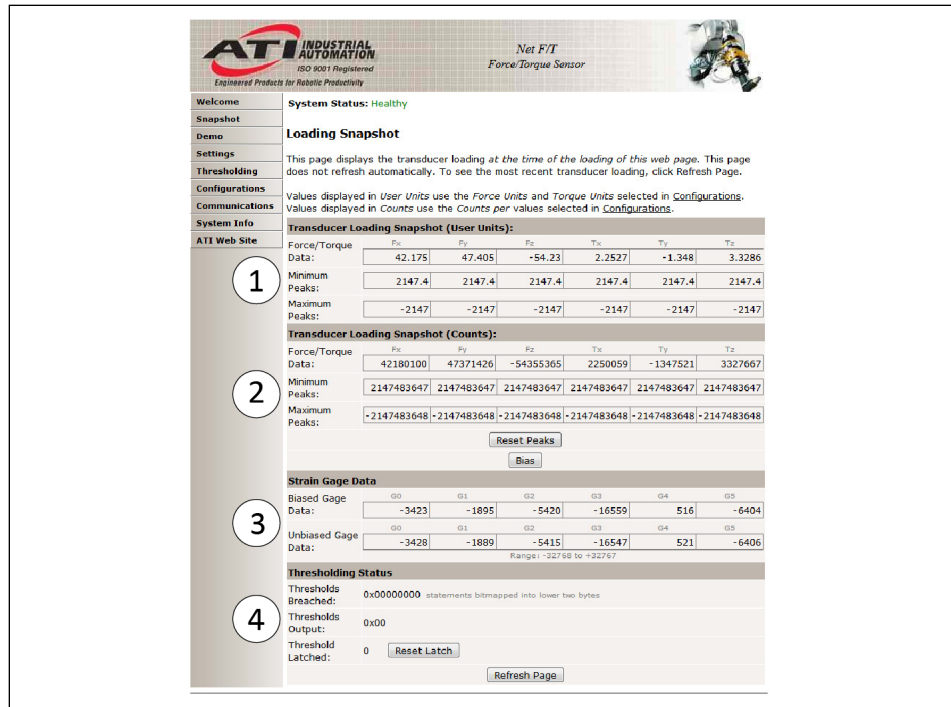 ATI INDUSTRIAL
AUTOMATION
ISO 9001 Registered
Engineered Products for Robotic Productivity
Net F/T
Force/Torque Sensor
Welcome
Snapshot
Demo
Settings
Thresholding
Configurations
Communications
System Info
ATI Web Site
System Status: Healthy
Loading Snapshot
This page displays the transducer loading at the time of the loading of this web page. This page
does not refresh automatically. To see the most recent transducer loading, click Refresh Page.
Values displayed in User Units use the Force Units and Torque Units selected in Configurations.
Values displayed in Counts use the Counts per values selected in Configurations.
1
Transducer Loading Snapshot (User Units):
Fx Fy Fz Tx Ty Tz
Force/Torque
Data: 42.175 47.405 -54.23 2.2527 -1.348 3.3286
Minimum
Peaks: 2147.4 2147.4 2147.4 2147.4 2147.4 2147.4
Maximum
Peaks: -2147 -2147 -2147 -2147 -2147 -2147
2
Transducer Loading Snapshot (Counts):
Fx Fy Fz Tx Ty Tz
Force/Torque
Data: 42180100 47371426 -54355365 2250059 -1347521 3327667
Minimum
Peaks: 2147483647 2147483647 2147483647 2147483647 2147483647 2147483647
Maximum
Peaks: -2147483648 -2147483648 -2147483648 -2147483648 -2147483648 -2147483648
Reset Peaks
Bias
3
Strain Gage Data
G0 G1 G2 G3 G4 G5
Biased Gage
Data: -3423 -1895 -5420 -16559 516 -6404
G0 G1 G2 G3 G4 G5
Unbiased Gage
Data: -3428 -1889 -5415 -16547 521 -6406
Range: -32768 to +32767
4
Thresholding Status
Thresholds
Breached: 0x00000000 statements bitmapped into lower two bytes
Thresholds
Output: 0x00
Threshold
Latched: 0 Reset Latch
Refresh Page